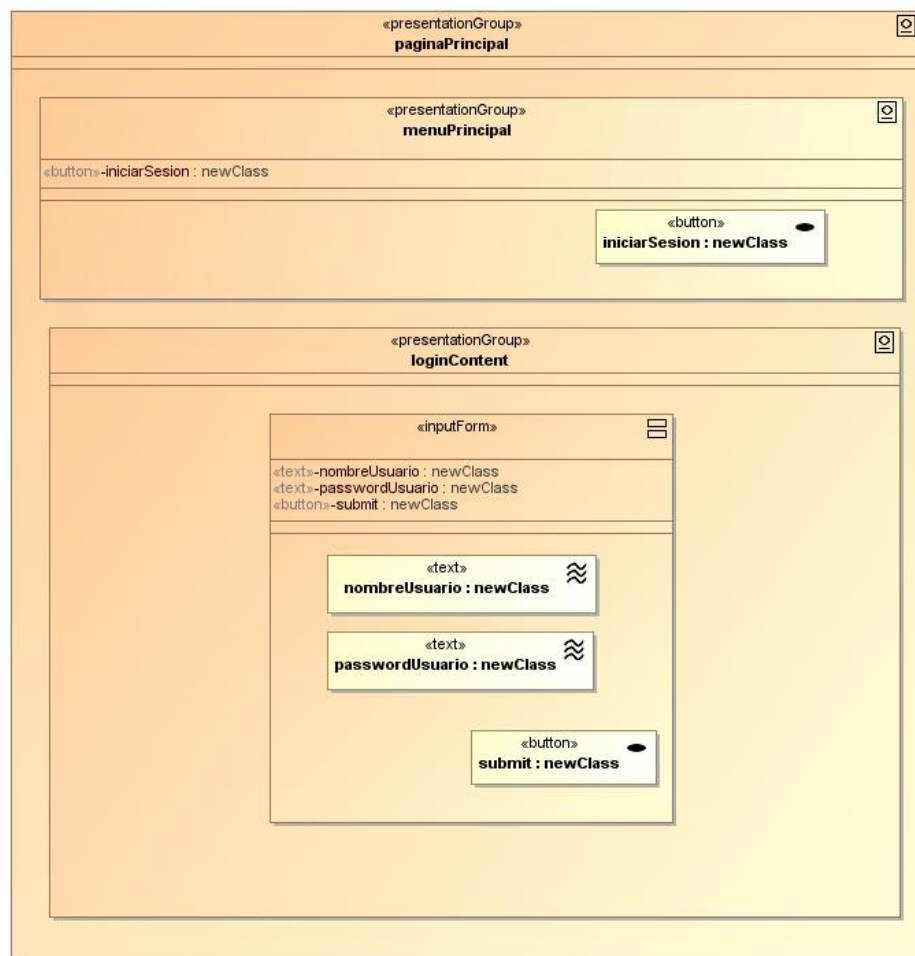 «presentationGroup»
paginaPrincipal
«presentationGroup»
menuPrincipal
«button»-iniciarSesion : newClass
«button»
iniciarSesion : newClass
«presentationGroup»
loginContent
«inputForm»
«text»-nombreUsuario : newClass
«text»-passwordUsuario : newClass
«button»-submit : newClass
«text»
nombreUsuario : newClass
«text»
passwordUsuario : newClass
«button»
submit : newClass